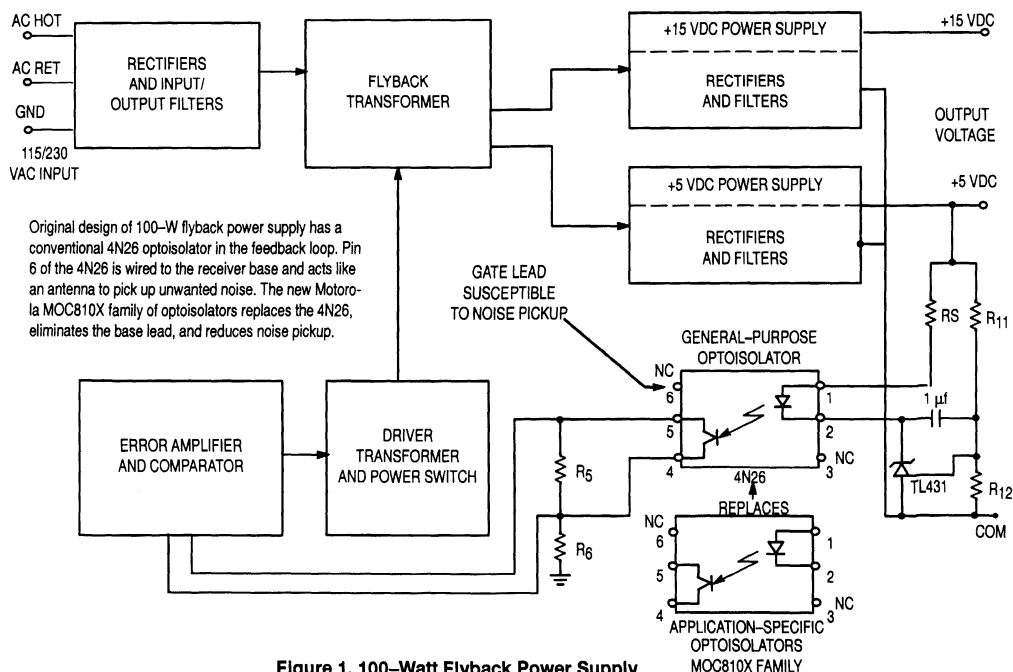 AC HOT
AC RET
GND
115/230
VAC INPUT
RECTIFIERS
AND INPUT/
OUTPUT FILTERS
FLYBACK
TRANSFORMER
+15 VDC POWER SUPPLY
RECTIFIERS
AND FILTERS
+15 VDC
OUTPUT
VOLTAGE
+5 VDC POWER SUPPLY
RECTIFIERS
AND FILTERS
+5 VDC
Original design of 100–W flyback power supply has a
conventional 4N26 optoisolator in the feedback loop. Pin
6 of the 4N26 is wired to the receiver base and acts like
an antenna to pick up unwanted noise. The new Motoro-
la MOC810X family of optoisolators replaces the 4N26,
eliminates the base lead, and reduces noise pickup.
GATE LEAD
SUSCEPTIBLE
TO NOISE PICKUP
GENERAL–PURPOSE
OPTOISOLATOR
RS
R11
NC
6
5
4
1
2
NC
3
4N26
1 µf
TL431
R12
COM
ERROR AMPLIFIER
AND COMPARATOR
DRIVER
TRANSFORMER
AND POWER SWITCH
R5
R6
REPLACES
NC
6
5
4
1
2
NC
3
APPLICATION–SPECIFIC
OPTOISOLATORS
MOC810X FAMILY
Figure 1. 100–Watt Flyback Power Supply